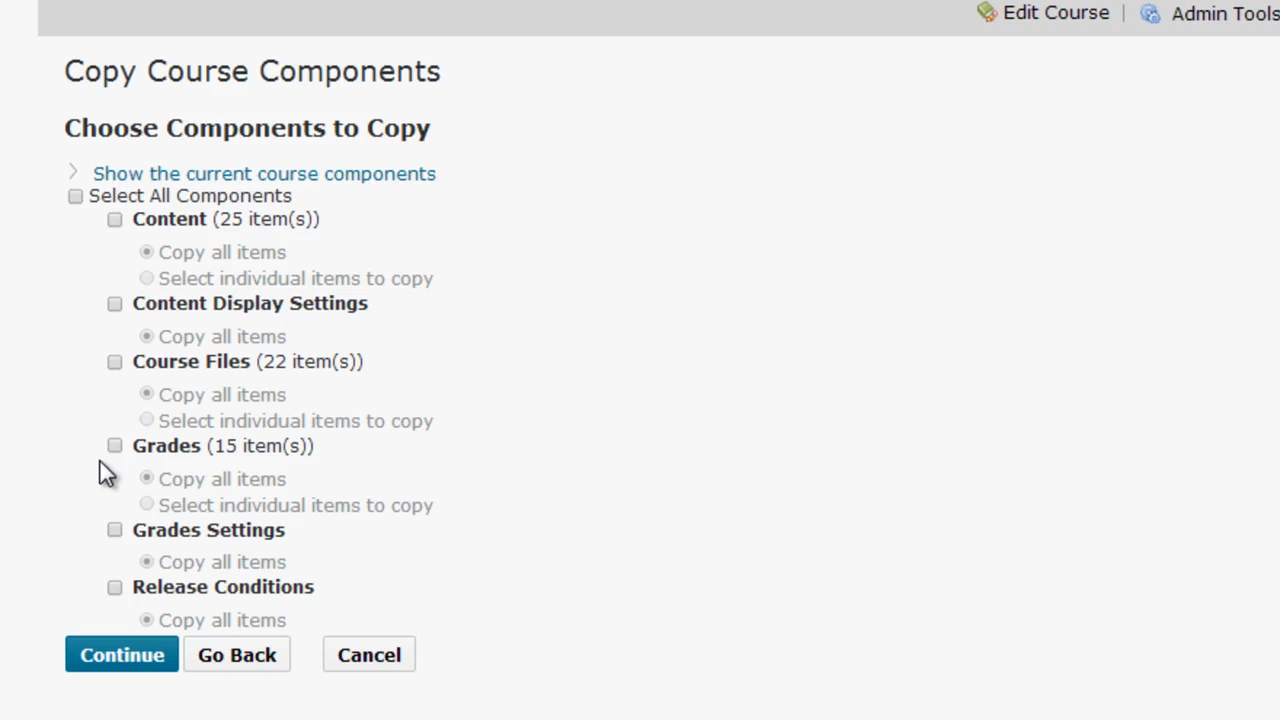 Edit Course | Admin Tools
Copy Course Components
Choose Components to Copy
Show the current course components
Select All Components
Content (25 item(s))
Copy all items
Select individual items to copy
Content Display Settings
Copy all items
Course Files (22 item(s))
Copy all items
Select individual items to copy
Grades (15 item(s))
Copy all items
Select individual items to copy
Grades Settings
Copy all items
Release Conditions
Copy all items
Continue Go Back Cancel